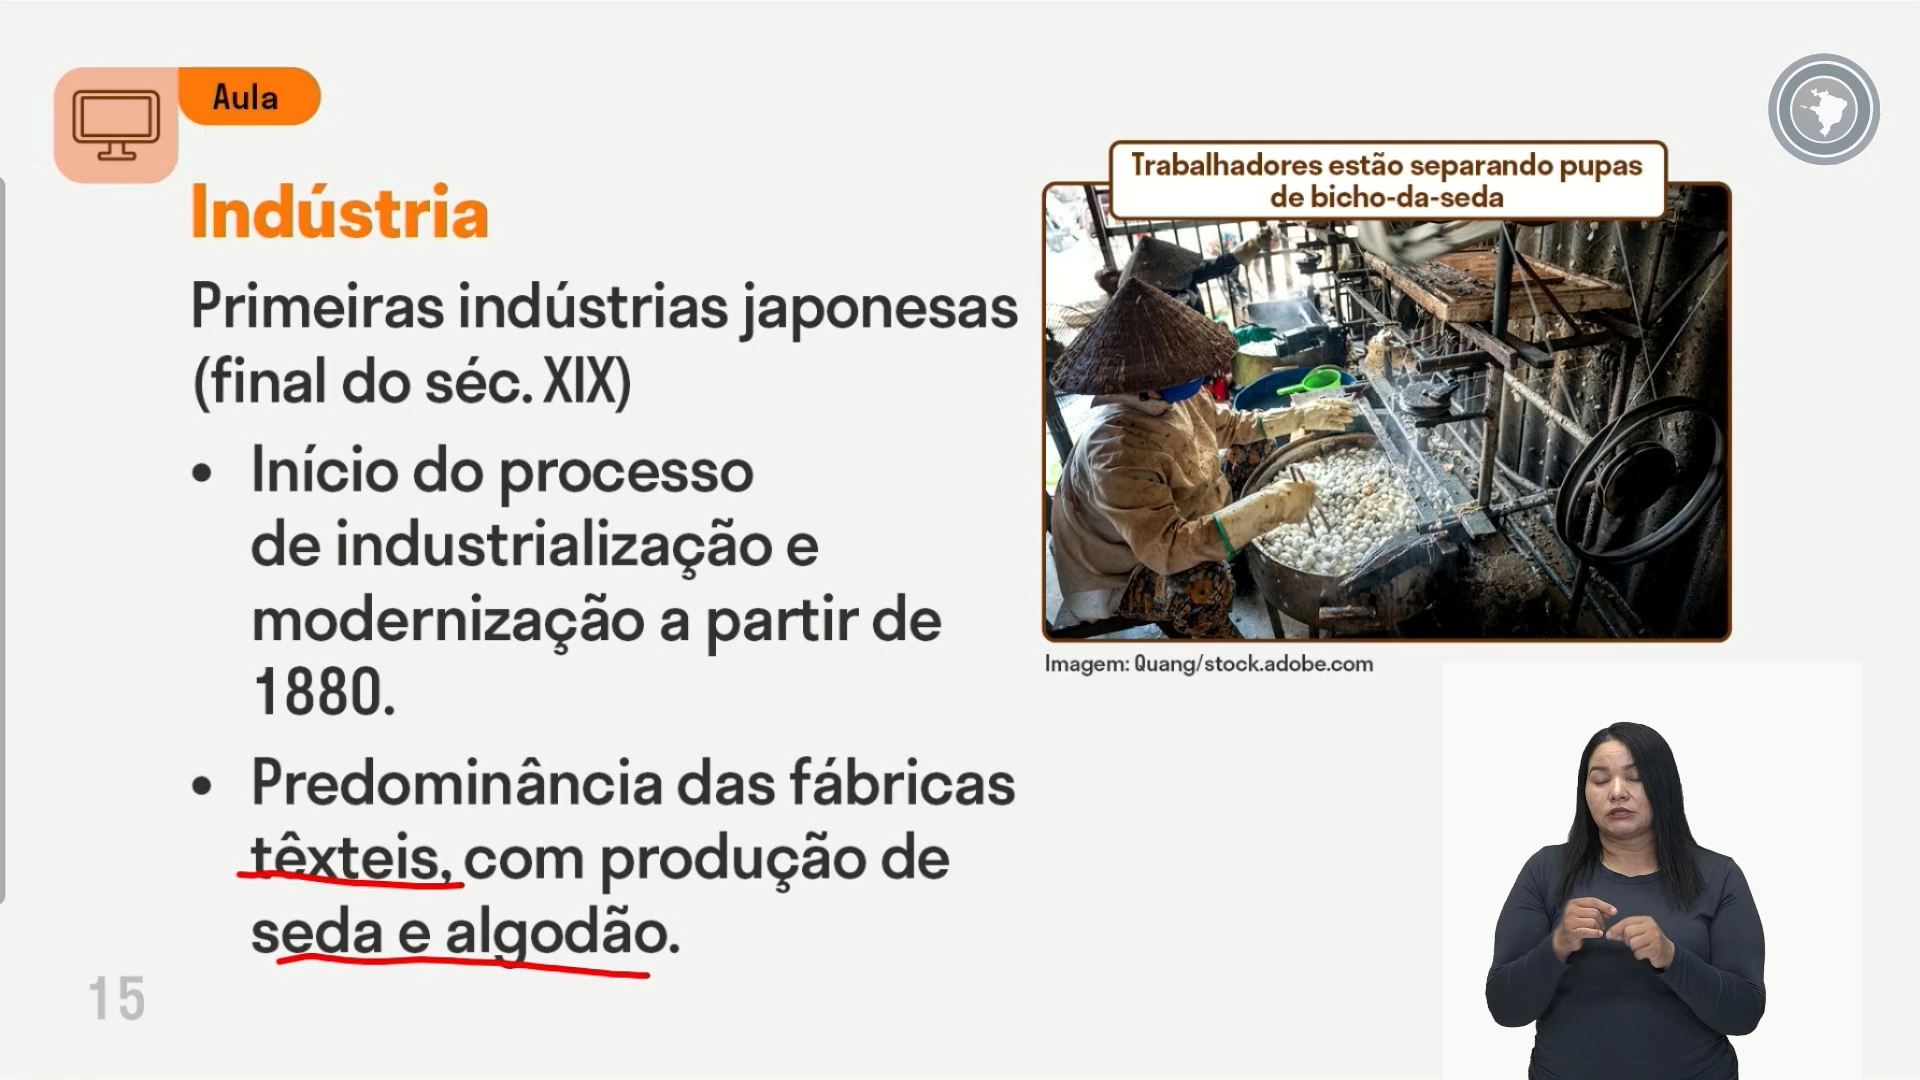 Aula
Indústria
Primeiras indústrias japonesas
(final do séc. XIX)
• Início do processo
de industrialização e
modernização a partir de
1880.
• Predominância das fábricas
têxteis, com produção de
seda e algodão.
15
Trabalhadores estão separando pupas
de bicho-da-seda
Imagem: Quang/stock.adobe.com